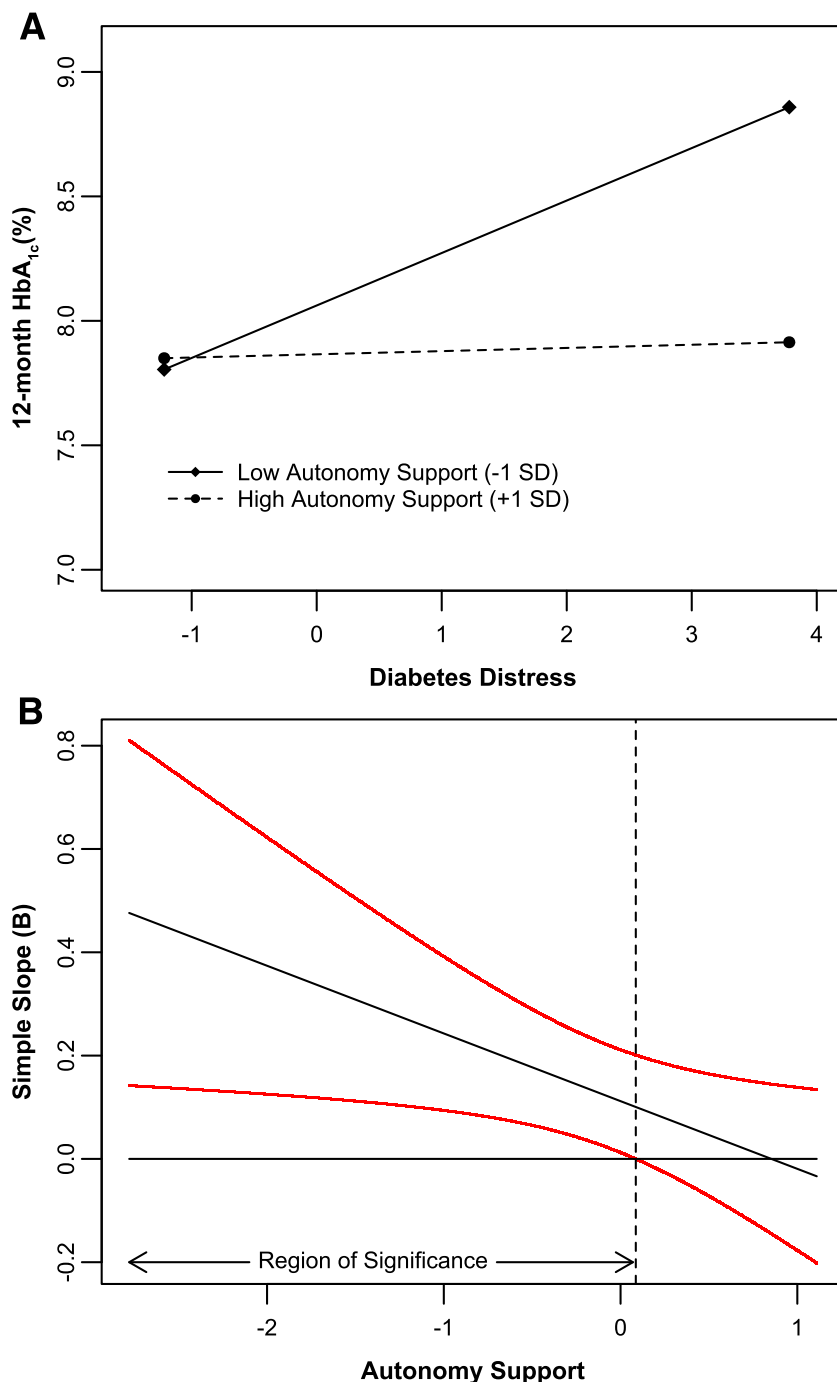 A
12-month HbA1c(%)
9.0
8.5
8.0
7.5
7.0
Low Autonomy Support (-1 SD)
High Autonomy Support (+1 SD)
-1 0 1 2 3 4
Diabetes Distress
B
Simple Slope (B)
0.8
0.6
0.4
0.2
0.0
-0.2
Region of Significance
-2 -1 0 1
Autonomy Support